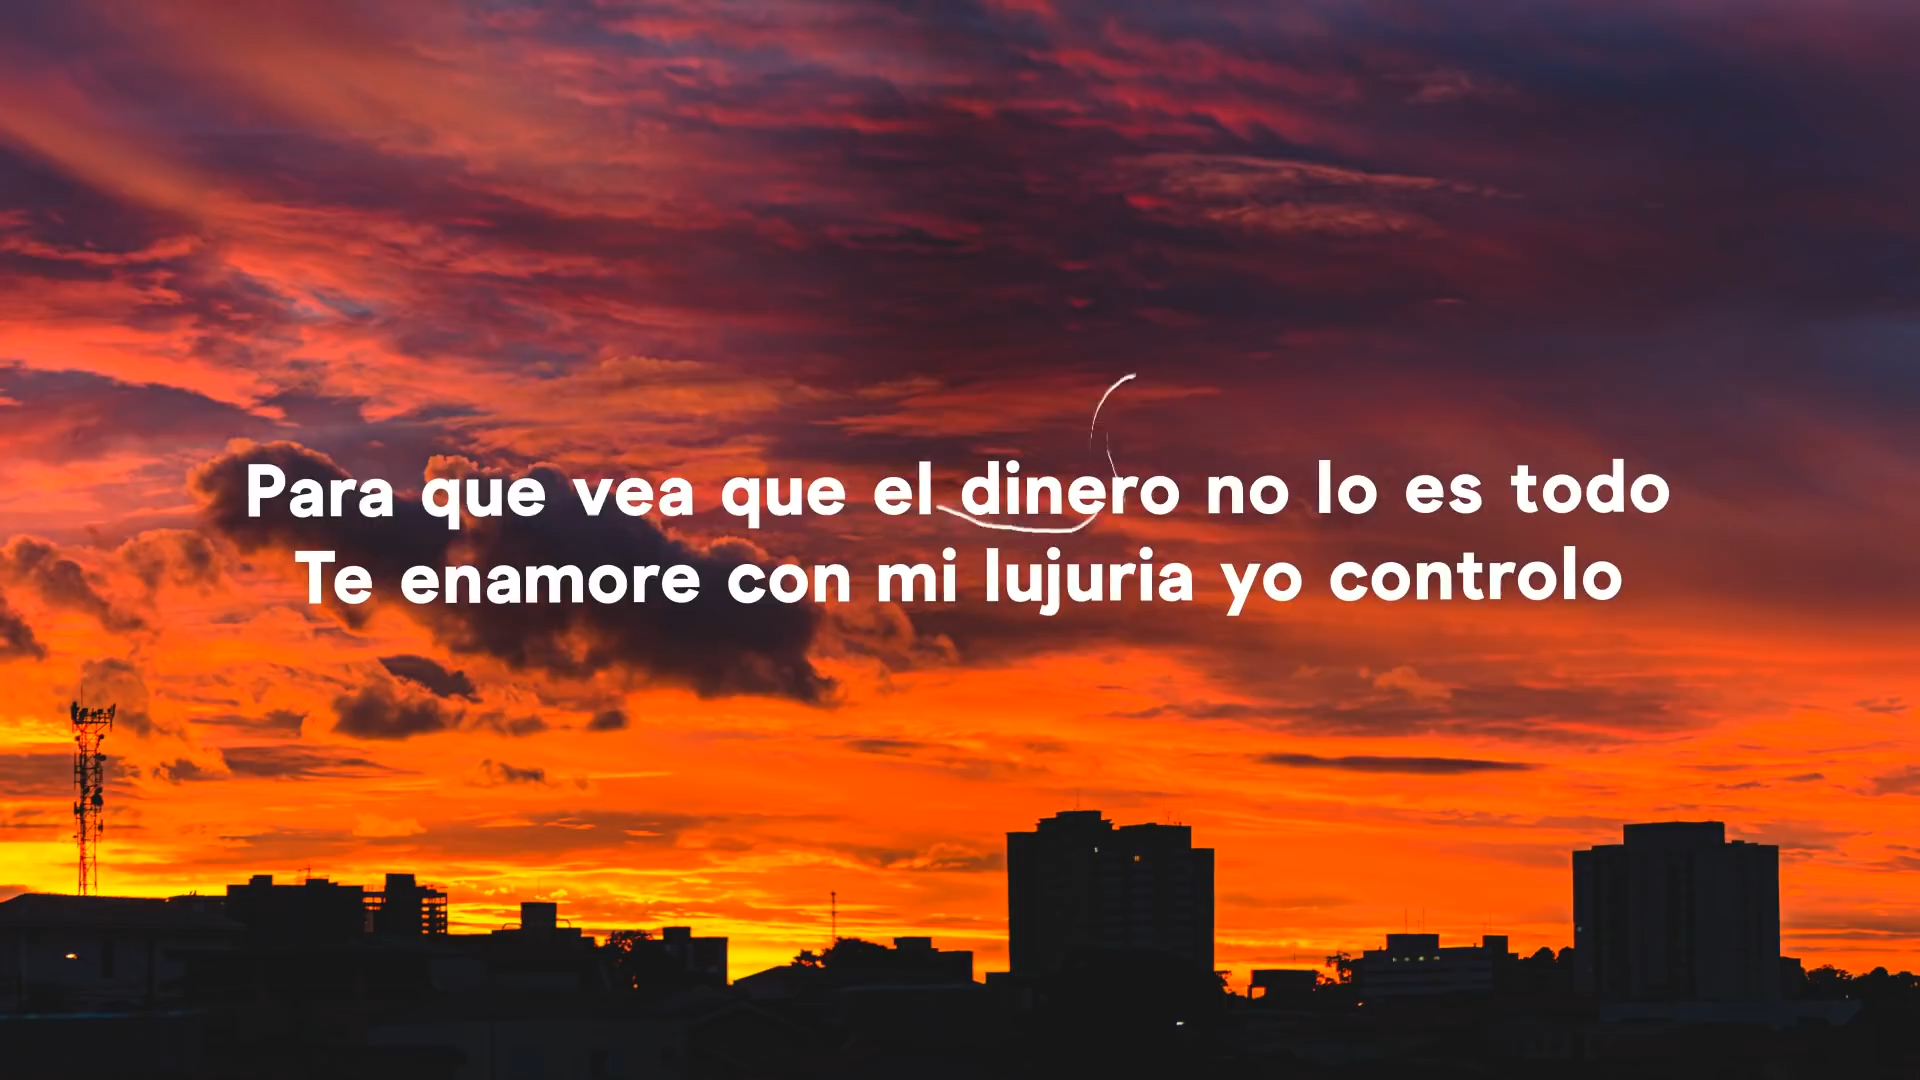 Para que vea que el dinero no lo es todo
Te enamore con mi lujuria yo controlo